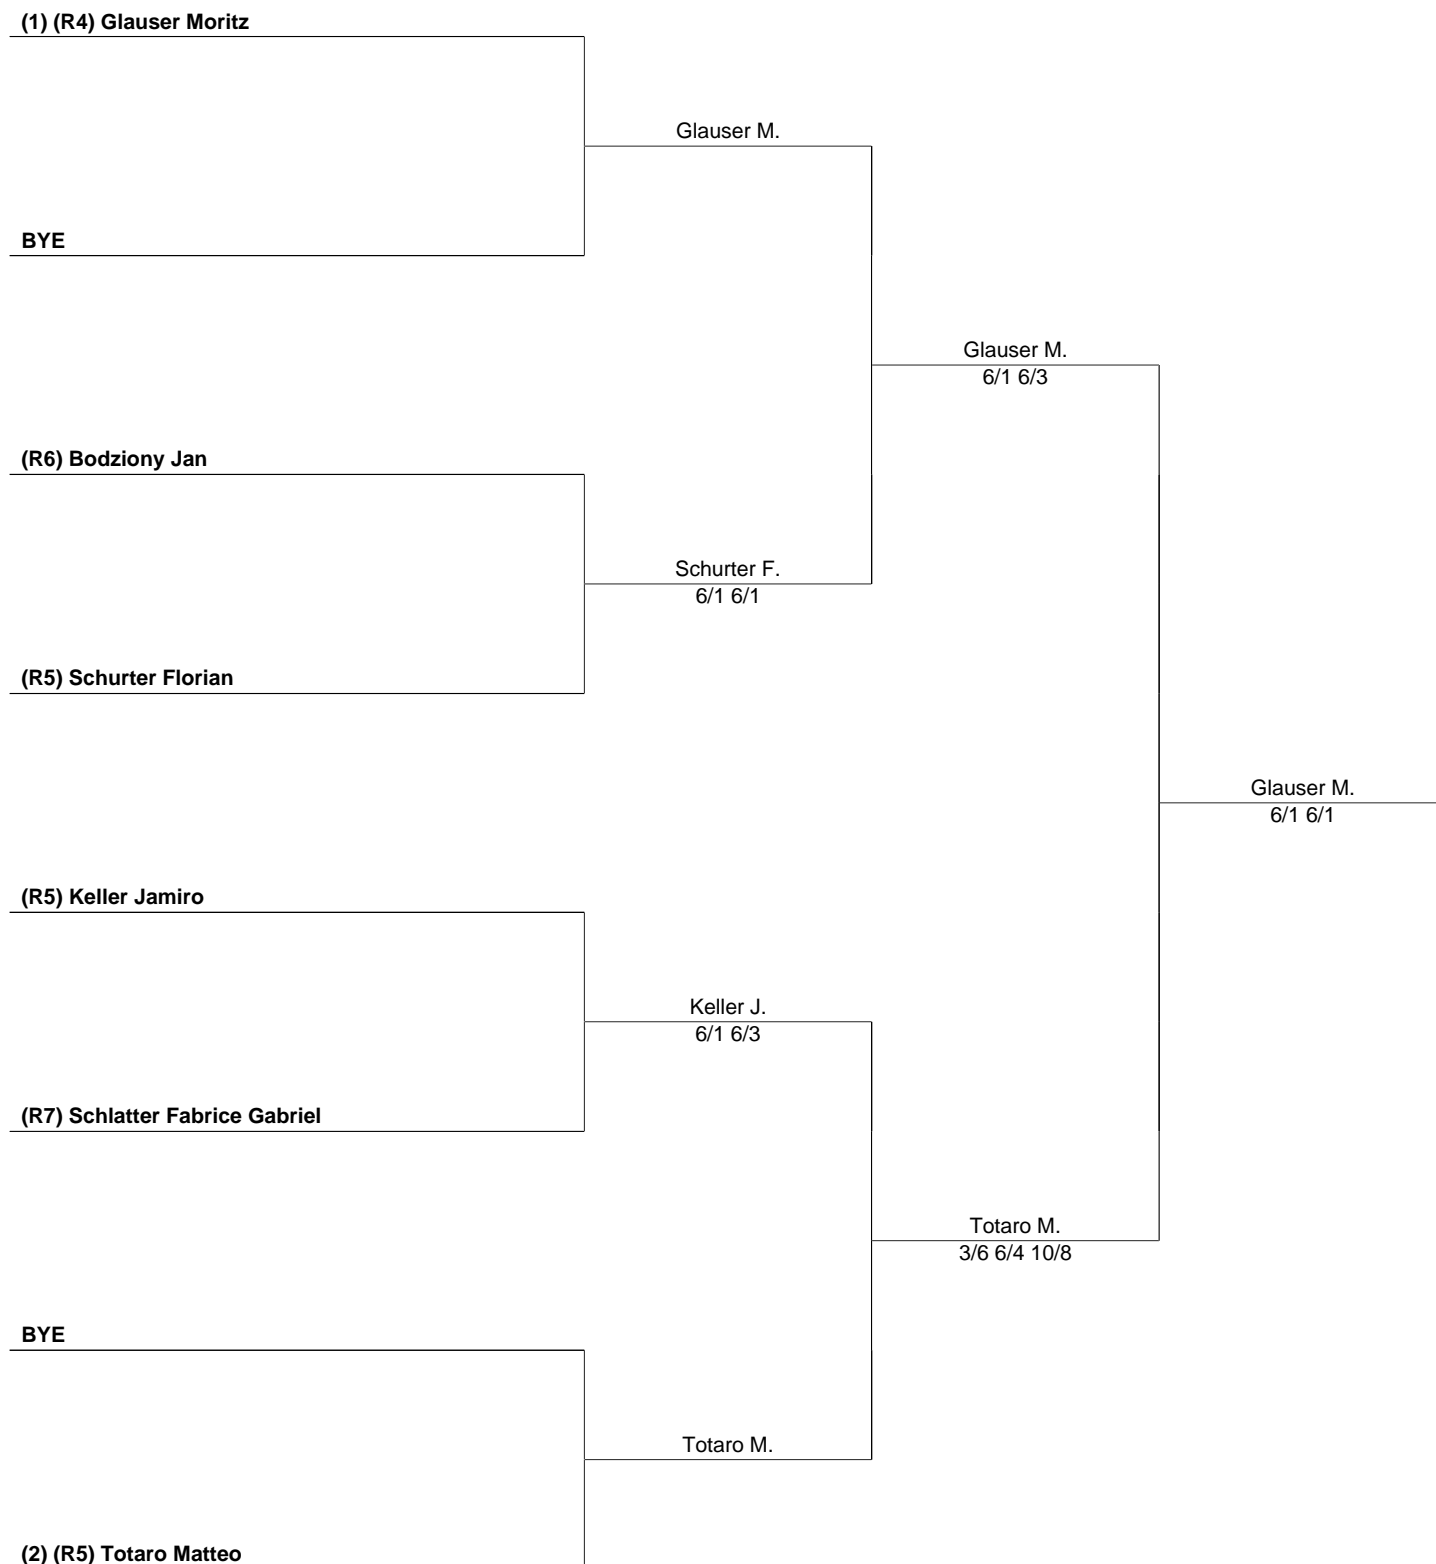 (1) (R4) Glauser Moritz
Glauser M.
BYE
Glauser M.
6/1 6/3
(R6) Bodziony Jan
Schurter F.
6/1 6/1
(R5) Schurter Florian
Glauser M.
6/1 6/1
(R5) Keller Jamiro
Keller J.
6/1 6/3
(R7) Schlatter Fabrice Gabriel
Totaro M.
3/6 6/4 10/8
BYE
Totaro M.
(2) (R5) Totaro Matteo